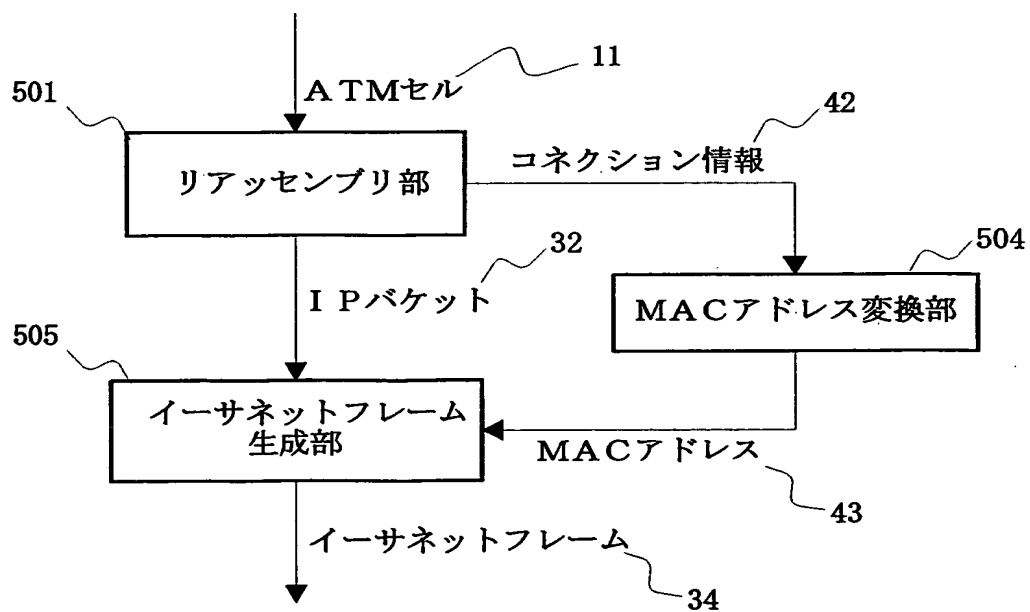 11
ATMセル
501
42
コネクション情報
リアッセンブリ部
32
504
IPパケット
MACアドレス変換部
505
イーサネットフレーム
生成部
MACアドレス
43
イーサネットフレーム
34